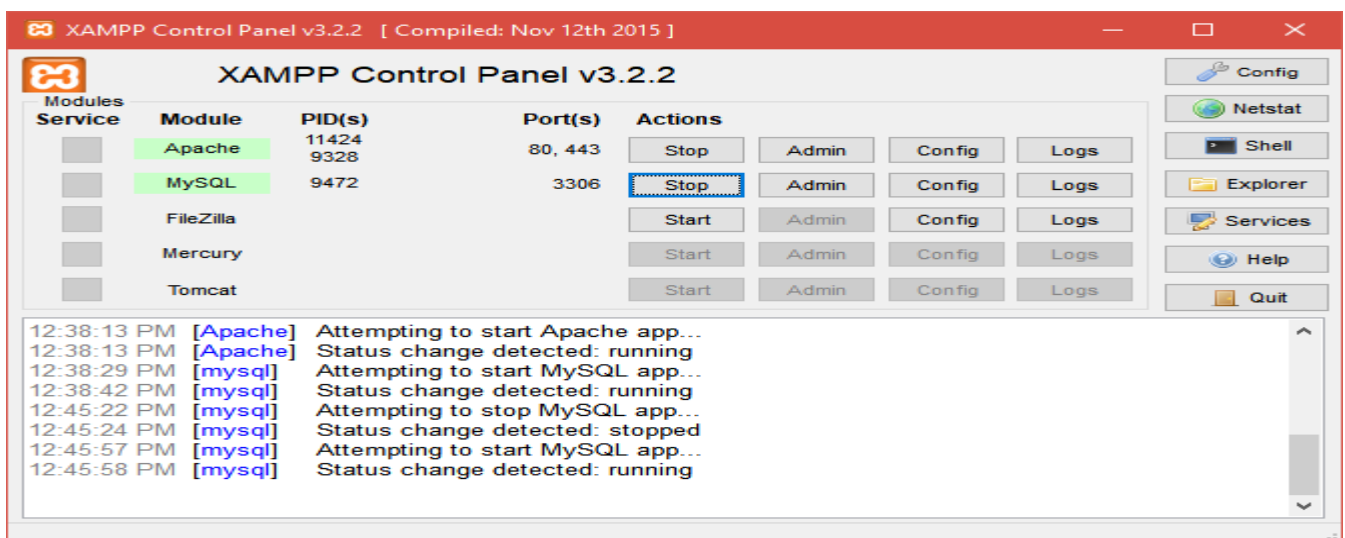 XAMPP Control Panel v3.2.2 [ Compiled: Nov 12th 2015 ]
XAMPP Control Panel v3.2.2
Config
Modules
Netstat
Service Module PID(s) Port(s) Actions
Apache 11424 9328 80, 443 Stop Admin Config Logs
Shell
MySQL 9472 3306 Stop Admin Config Logs
Explorer
FileZilla Start Admin Config Logs
Services
Mercury Start Admin Config Logs
Help
Tomcat Start Admin Config Logs
Quit
12:38:13 PM [Apache] Attempting to start Apache app...
12:38:13 PM [Apache] Status change detected: running
12:38:29 PM [mysql] Attempting to start MySQL app...
12:38:42 PM [mysql] Status change detected: running
12:45:22 PM [mysql] Attempting to stop MySQL app...
12:45:24 PM [mysql] Status change detected: stopped
12:45:57 PM [mysql] Attempting to start MySQL app...
12:45:58 PM [mysql] Status change detected: running